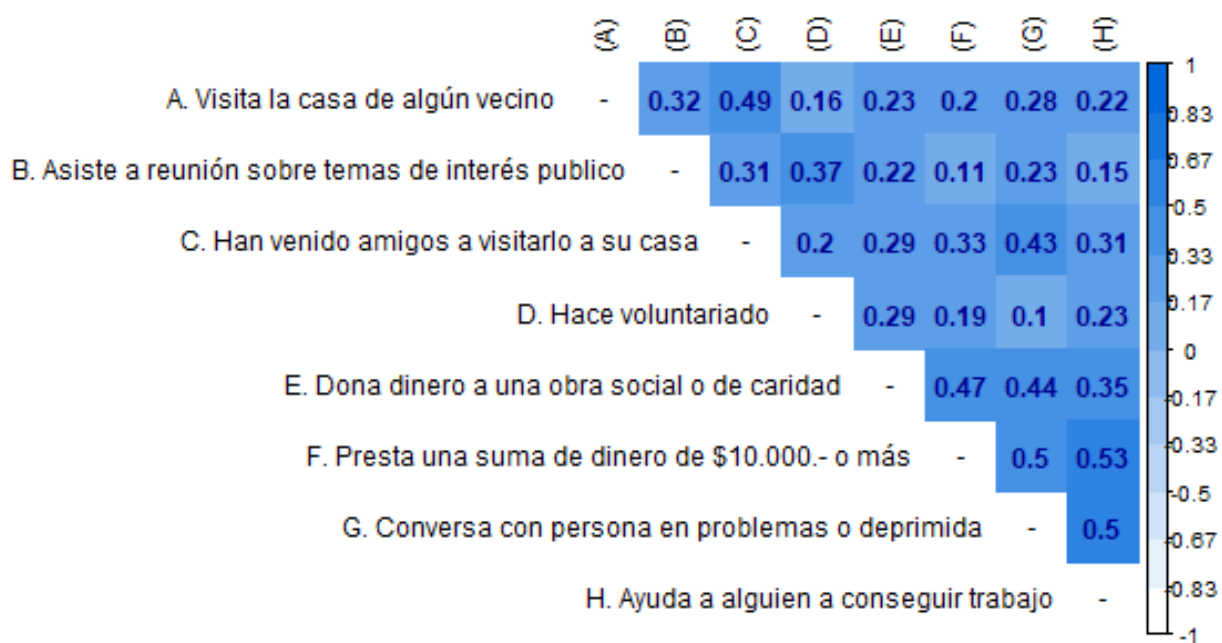 (A) (B) (C) (D) (E) (F) (G) (H)
A. Visita la casa de algún vecino - 0.32 0.49 0.16 0.23 0.2 0.28 0.22
B. Asiste a reunión sobre temas de interés publico - 0.31 0.37 0.22 0.11 0.23 0.15
C. Han venido amigos a visitarlo a su casa - 0.2 0.29 0.33 0.43 0.31
D. Hace voluntariado - 0.29 0.19 0.1 0.23
E. Dona dinero a una obra social o de caridad - 0.47 0.44 0.35
F. Presta una suma de dinero de $10.000.- o más - 0.5 0.53
G. Conversa con persona en problemas o deprimida - 0.5
H. Ayuda a alguien a conseguir trabajo -
1
0.83
0.67
0.5
0.33
0.17
0
-0.17
-0.33
-0.5
-0.67
-0.83
-1